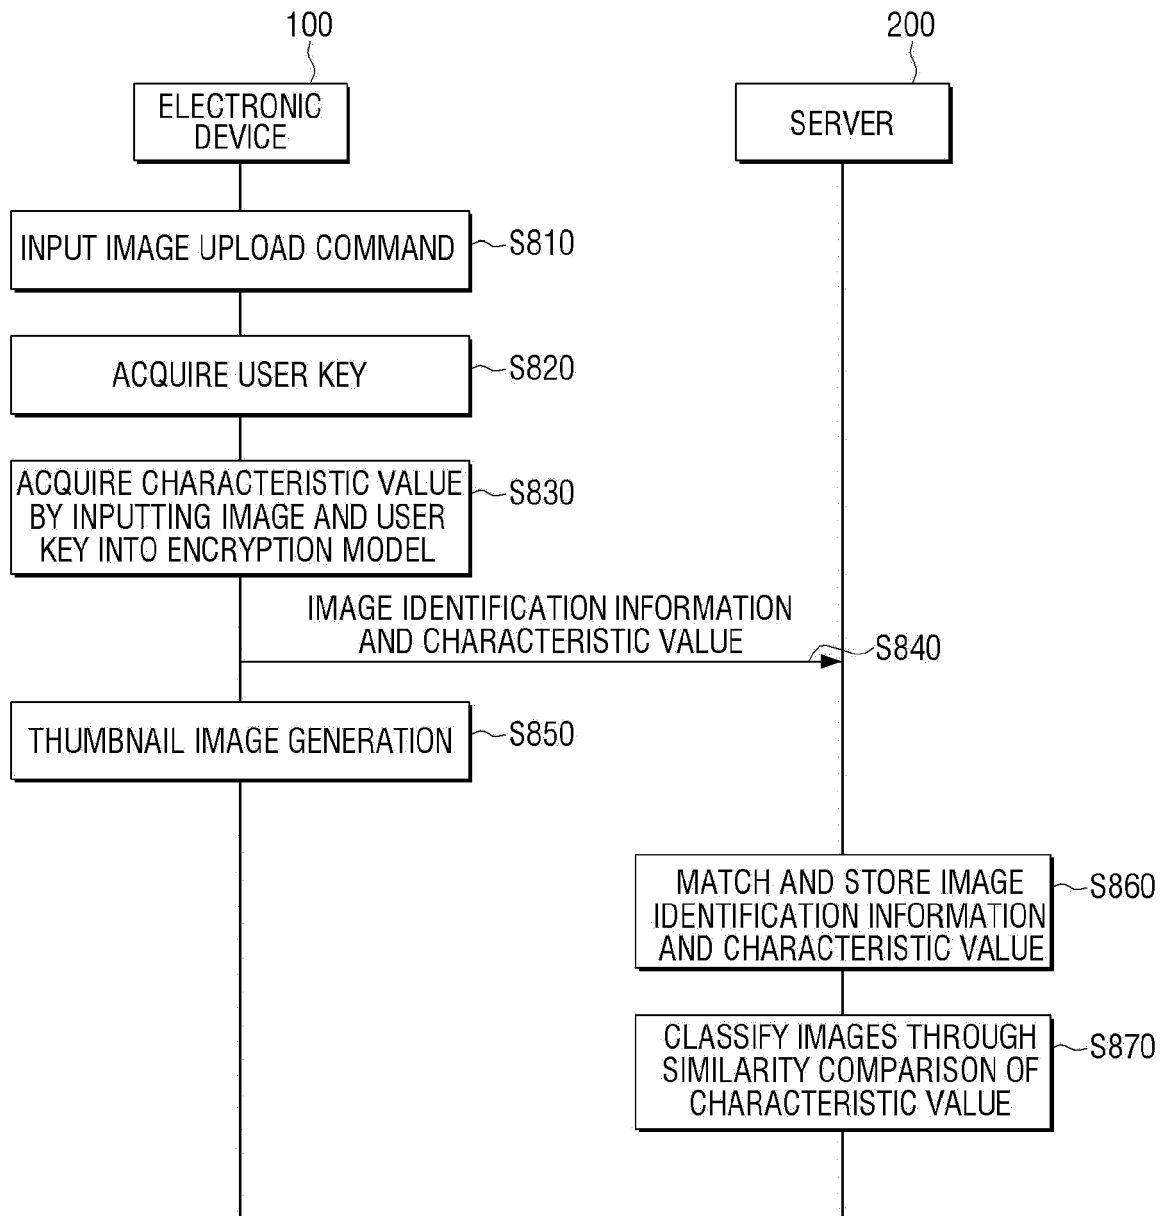 100
200
ELECTRONIC
DEVICE
SERVER
INPUT IMAGE UPLOAD COMMAND
S810
ACQUIRE USER KEY
S820
ACQUIRE CHARACTERISTIC VALUE
BY INPUTTING IMAGE AND USER
KEY INTO ENCRYPTION MODEL
S830
IMAGE IDENTIFICATION INFORMATION
AND CHARACTERISTIC VALUE
S840
THUMBNAIL IMAGE GENERATION
S850
MATCH AND STORE IMAGE
IDENTIFICATION INFORMATION
AND CHARACTERISTIC VALUE
S860
CLASSIFY IMAGES THROUGH
SIMILARITY COMPARISON OF
CHARACTERISTIC VALUE
S870